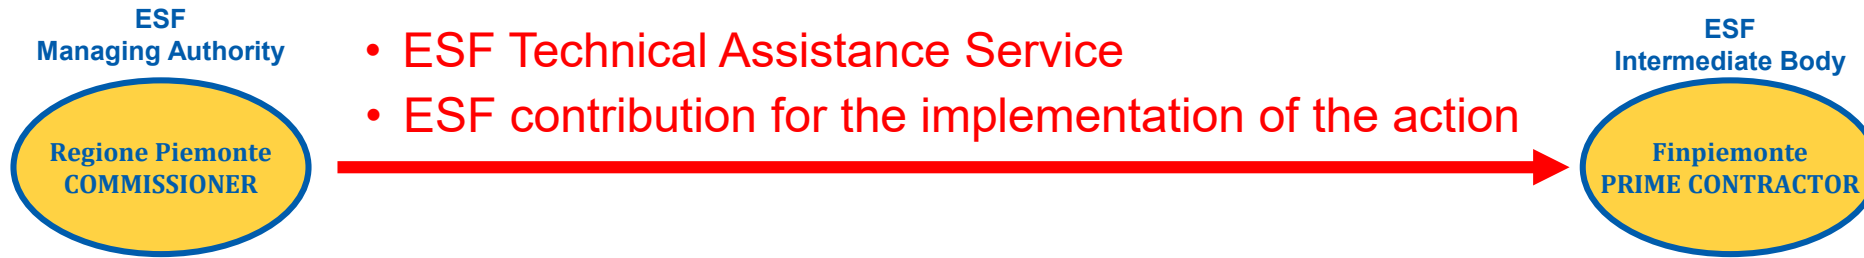 ESF
Managing Authority
Regione Piemonte
COMMISSIONER
• ESF Technical Assistance Service
• ESF contribution for the implementation of the action
ESF
Intermediate Body
Finpiemonte
PRIME CONTRACTOR